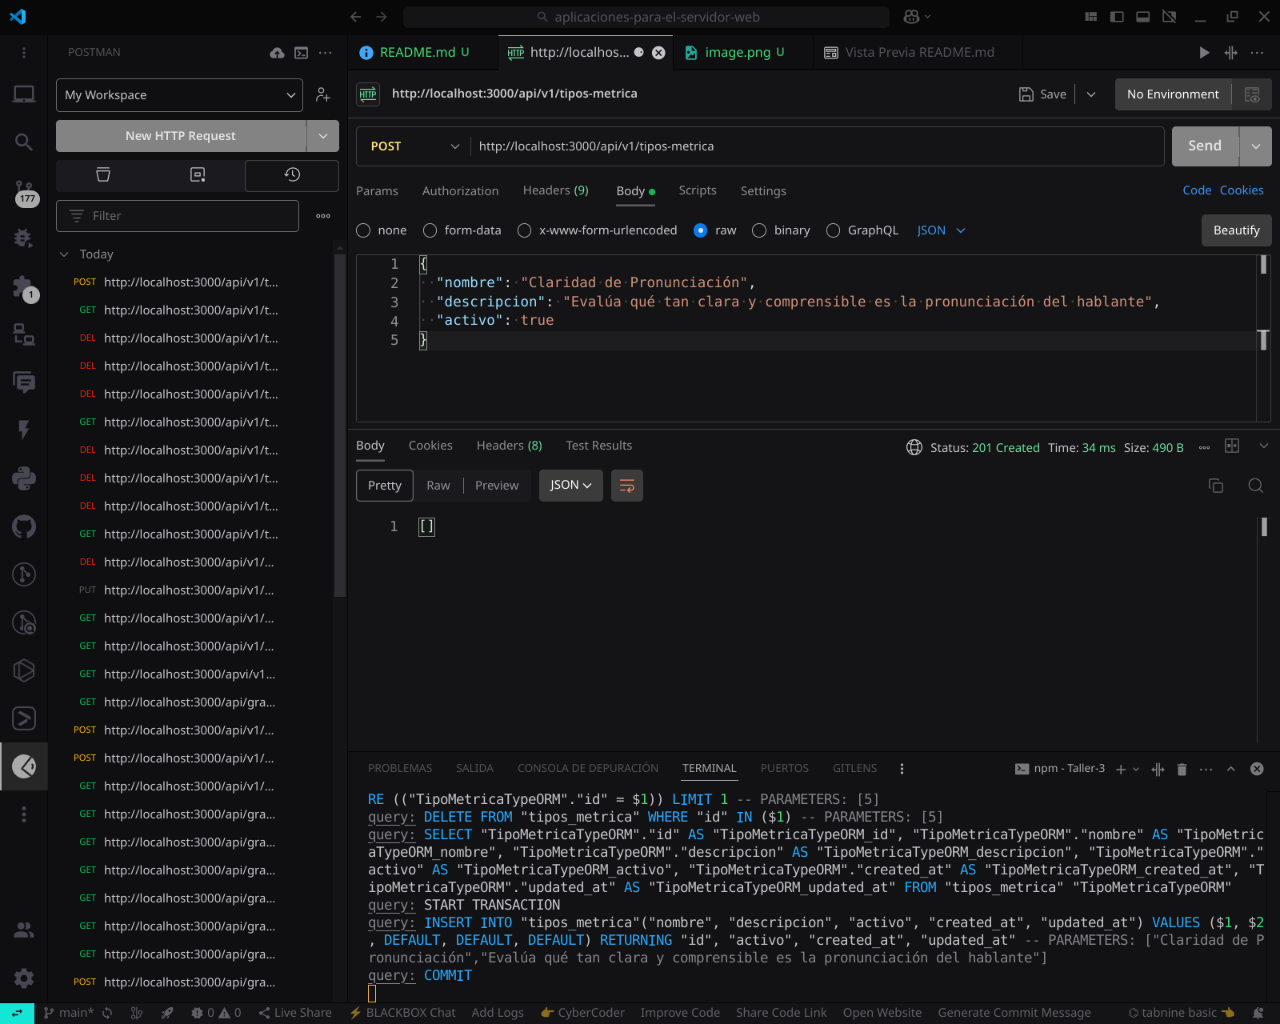 aplicaciones-para-el-servidor-web
POSTMAN
README.md U
http://localhos...
image.png U
Vista Previa README.md
My Workspace
HTTP http://localhost:3000/api/v1/tipos-metrica
Save
No Environment
New HTTP Request
POST http://localhost:3000/api/v1/tipos-metrica
Send
Params Authorization Headers (9) Body Scripts Settings
Code Cookies
Filter
none form-data x-www-form-urlencoded raw binary GraphQL JSON
Beautify
Today
POST http://localhost:3000/api/v1/t...
GET http://localhost:3000/api/v1/t...
DEL http://localhost:3000/api/v1/t...
DEL http://localhost:3000/api/v1/t...
DEL http://localhost:3000/api/v1/t...
GET http://localhost:3000/api/v1/t...
DEL http://localhost:3000/api/v1/t...
DEL http://localhost:3000/api/v1/t...
DEL http://localhost:3000/api/v1/t...
GET http://localhost:3000/api/v1/t...
DEL http://localhost:3000/api/v1/...
PUT http://localhost:3000/api/v1/...
GET http://localhost:3000/api/v1/...
GET http://localhost:3000/api/v1/...
GET http://localhost:3000/apvi/v1...
GET http://localhost:3000/api/gra...
POST http://localhost:3000/api/v1/...
POST http://localhost:3000/api/v1/...
GET http://localhost:3000/api/v1/...
GET http://localhost:3000/api/gra...
GET http://localhost:3000/api/gra...
GET http://localhost:3000/api/gra...
GET http://localhost:3000/api/gra...
GET http://localhost:3000/api/gra...
GET http://localhost:3000/api/gra...
POST http://localhost:3000/api/gra...
177
1
1 {
2 "nombre": "Claridad de Pronunciación",
3 "descripcion": "Evalúa qué tan clara y comprensible es la pronunciación del hablante",
4 "activo": true
5 }
Body Cookies Headers (8) Test Results
Status: 201 Created Time: 34 ms Size: 490 B
Pretty Raw Preview JSON
1 []
PROBLEMAS SALIDA CONSOLA DE DEPURACIÓN TERMINAL PUERTOS GITLENS
npm - Taller-3
RE (("TipoMetricaTypeORM"."id" = $1)) LIMIT 1 -- PARAMETERS: [5]
query: DELETE FROM "tipos_metrica" WHERE "id" IN ($1) -- PARAMETERS: [5]
query: SELECT "TipoMetricaTypeORM"."id" AS "TipoMetricaTypeORM_id", "TipoMetricaTypeORM"."nombre" AS "TipoMetric
aTypeORM_nombre", "TipoMetricaTypeORM"."descripcion" AS "TipoMetricaTypeORM_descripcion", "TipoMetricaTypeORM"."
activo" AS "TipoMetricaTypeORM_activo", "TipoMetricaTypeORM"."created_at" AS "TipoMetricaTypeORM_created_at", "T
ipoMetricaTypeORM"."updated_at" AS "TipoMetricaTypeORM_updated_at" FROM "tipos_metrica" "TipoMetricaTypeORM"
query: START TRANSACTION
query: INSERT INTO "tipos_metrica"("nombre", "descripcion", "activo", "created_at", "updated_at") VALUES ($1, $2
, DEFAULT, DEFAULT, DEFAULT) RETURNING "id", "activo", "created_at", "updated_at" -- PARAMETERS: ["Claridad de P
ronunciación","Evalúa qué tan clara y comprensible es la pronunciación del hablante"]
query: COMMIT
main* 0 0 Live Share BLACKBOX Chat Add Logs CyberCoder Improve Code Share Code Link Open Website Generate Commit Message tabnine basic